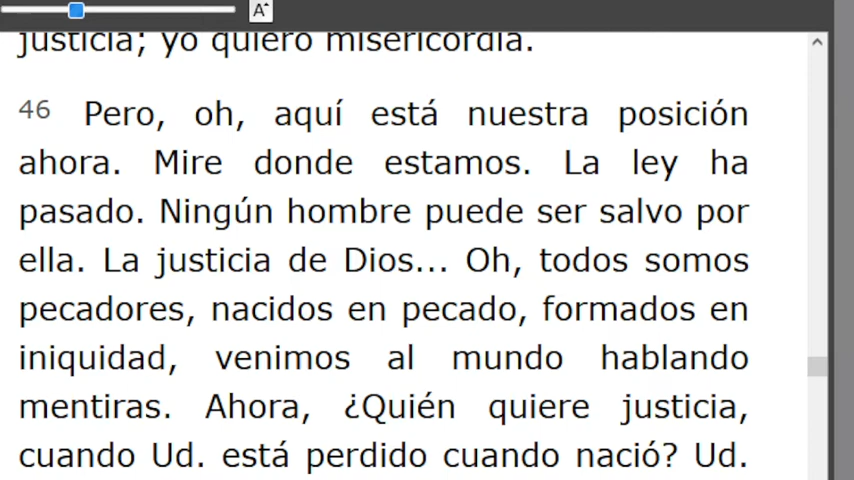 A
justicia; yo quiero misericordia.
46 Pero, oh, aquí está nuestra posición
ahora. Mire donde estamos. La ley ha
pasado. Ningún hombre puede ser salvo por
ella. La justicia de Dios... Oh, todos somos
pecadores, nacidos en pecado, formados en
iniquidad, venimos al mundo hablando
mentiras. Ahora, ¿Quién quiere justicia,
cuando Ud. está perdido cuando nació? Ud.